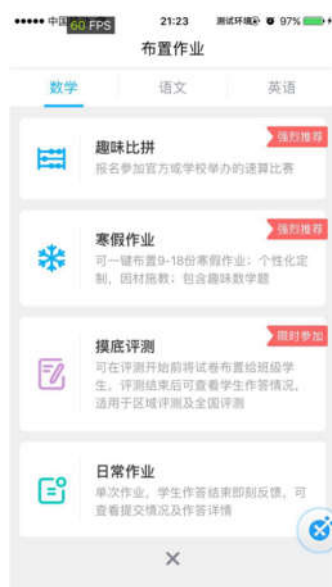 中国 60 FPS 21:23 测试环境 97%
布置作业
数学 语文 英语
强烈推荐
趣味比拼
报名参加官方或学校举办的速算比赛
强烈推荐
寒假作业
可一键布置9-18份寒假作业；个性化定
制，因材施教；包含趣味数学题
限时参加
摸底评测
可在评测开始前将试卷布置给班级学
生，评测结束后可查看学生作答情况，
适用于区域评测及全国评测
日常作业
单次作业，学生作答结束即刻反馈，可
查看提交情况及作答详情